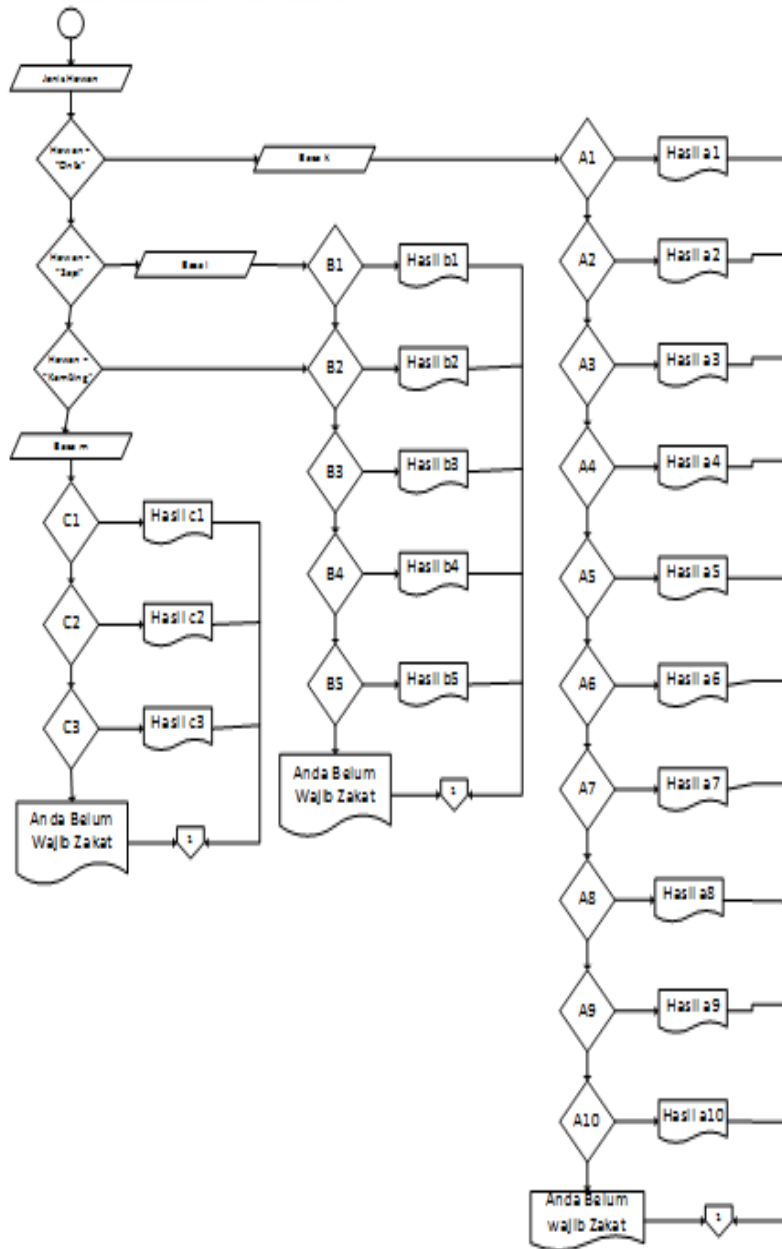 Jenis Hewan
Hewan =
Baca K
A1
Hasil a1
Hewan =
"Sapi"
Baca l
B1
Hasil b1
A2
Hasil a2
Hewan =
"Kambing"
B2
Hasil b2
A3
Hasil a3
Baca m
B3
Hasil b3
A4
Hasil a4
C1
Hasil c1
B4
Hasil b4
A5
Hasil a5
C2
Hasil c2
B5
Hasil b5
A6
Hasil a6
C3
Hasil c3
Anda Belum
Wajib Zakat
1
A7
Hasil a7
Anda Belum
Wajib Zakat
1
A8
Hasil a8
A9
Hasil a9
A10
Hasil a10
Anda Belum
wajib Zakat
1